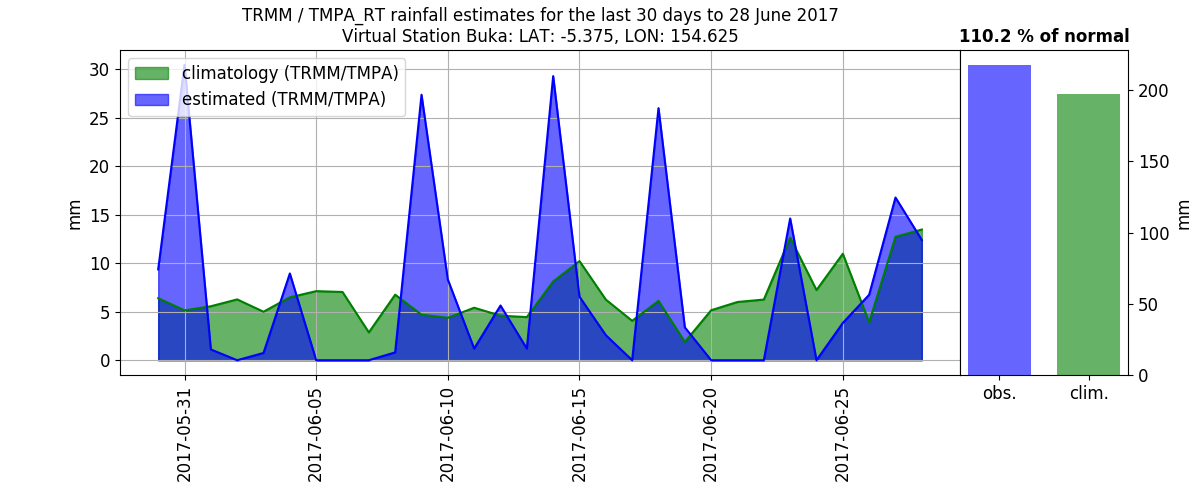 TRMM / TMPA_RT rainfall estimates for the last 30 days to 28 June 2017
Virtual Station Buka: LAT: -5.375, LON: 154.625
110.2 % of normal
climatology (TRMM/TMPA)
estimated (TRMM/TMPA)
30
25
20
15
10
5
0
mm
2017-05-31
2017-06-05
2017-06-10
2017-06-15
2017-06-20
2017-06-25
200
150
100
50
0
mm
obs.
clim.